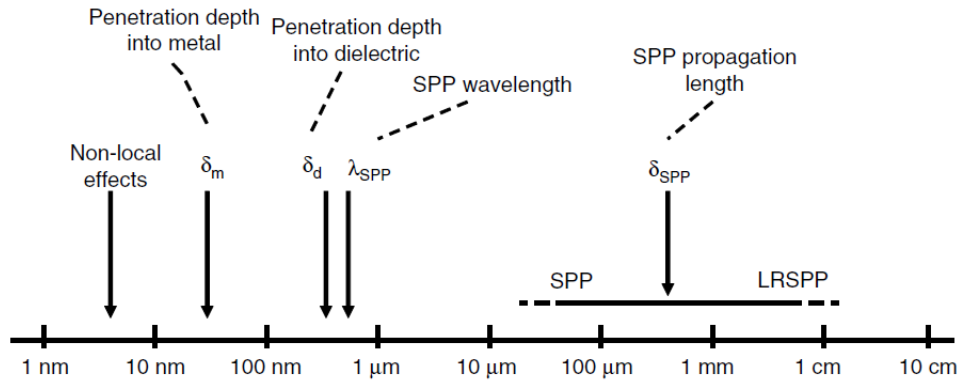 Penetration depth
into metal
Penetration depth
into dielectric
SPP wavelength
SPP propagation
length
Non-local
effects
δm
δd
λSPP
δSPP
SPP
LRSPP
1 nm
10 nm
100 nm
1 μm
10 μm
100 μm
1 mm
1 cm
10 cm